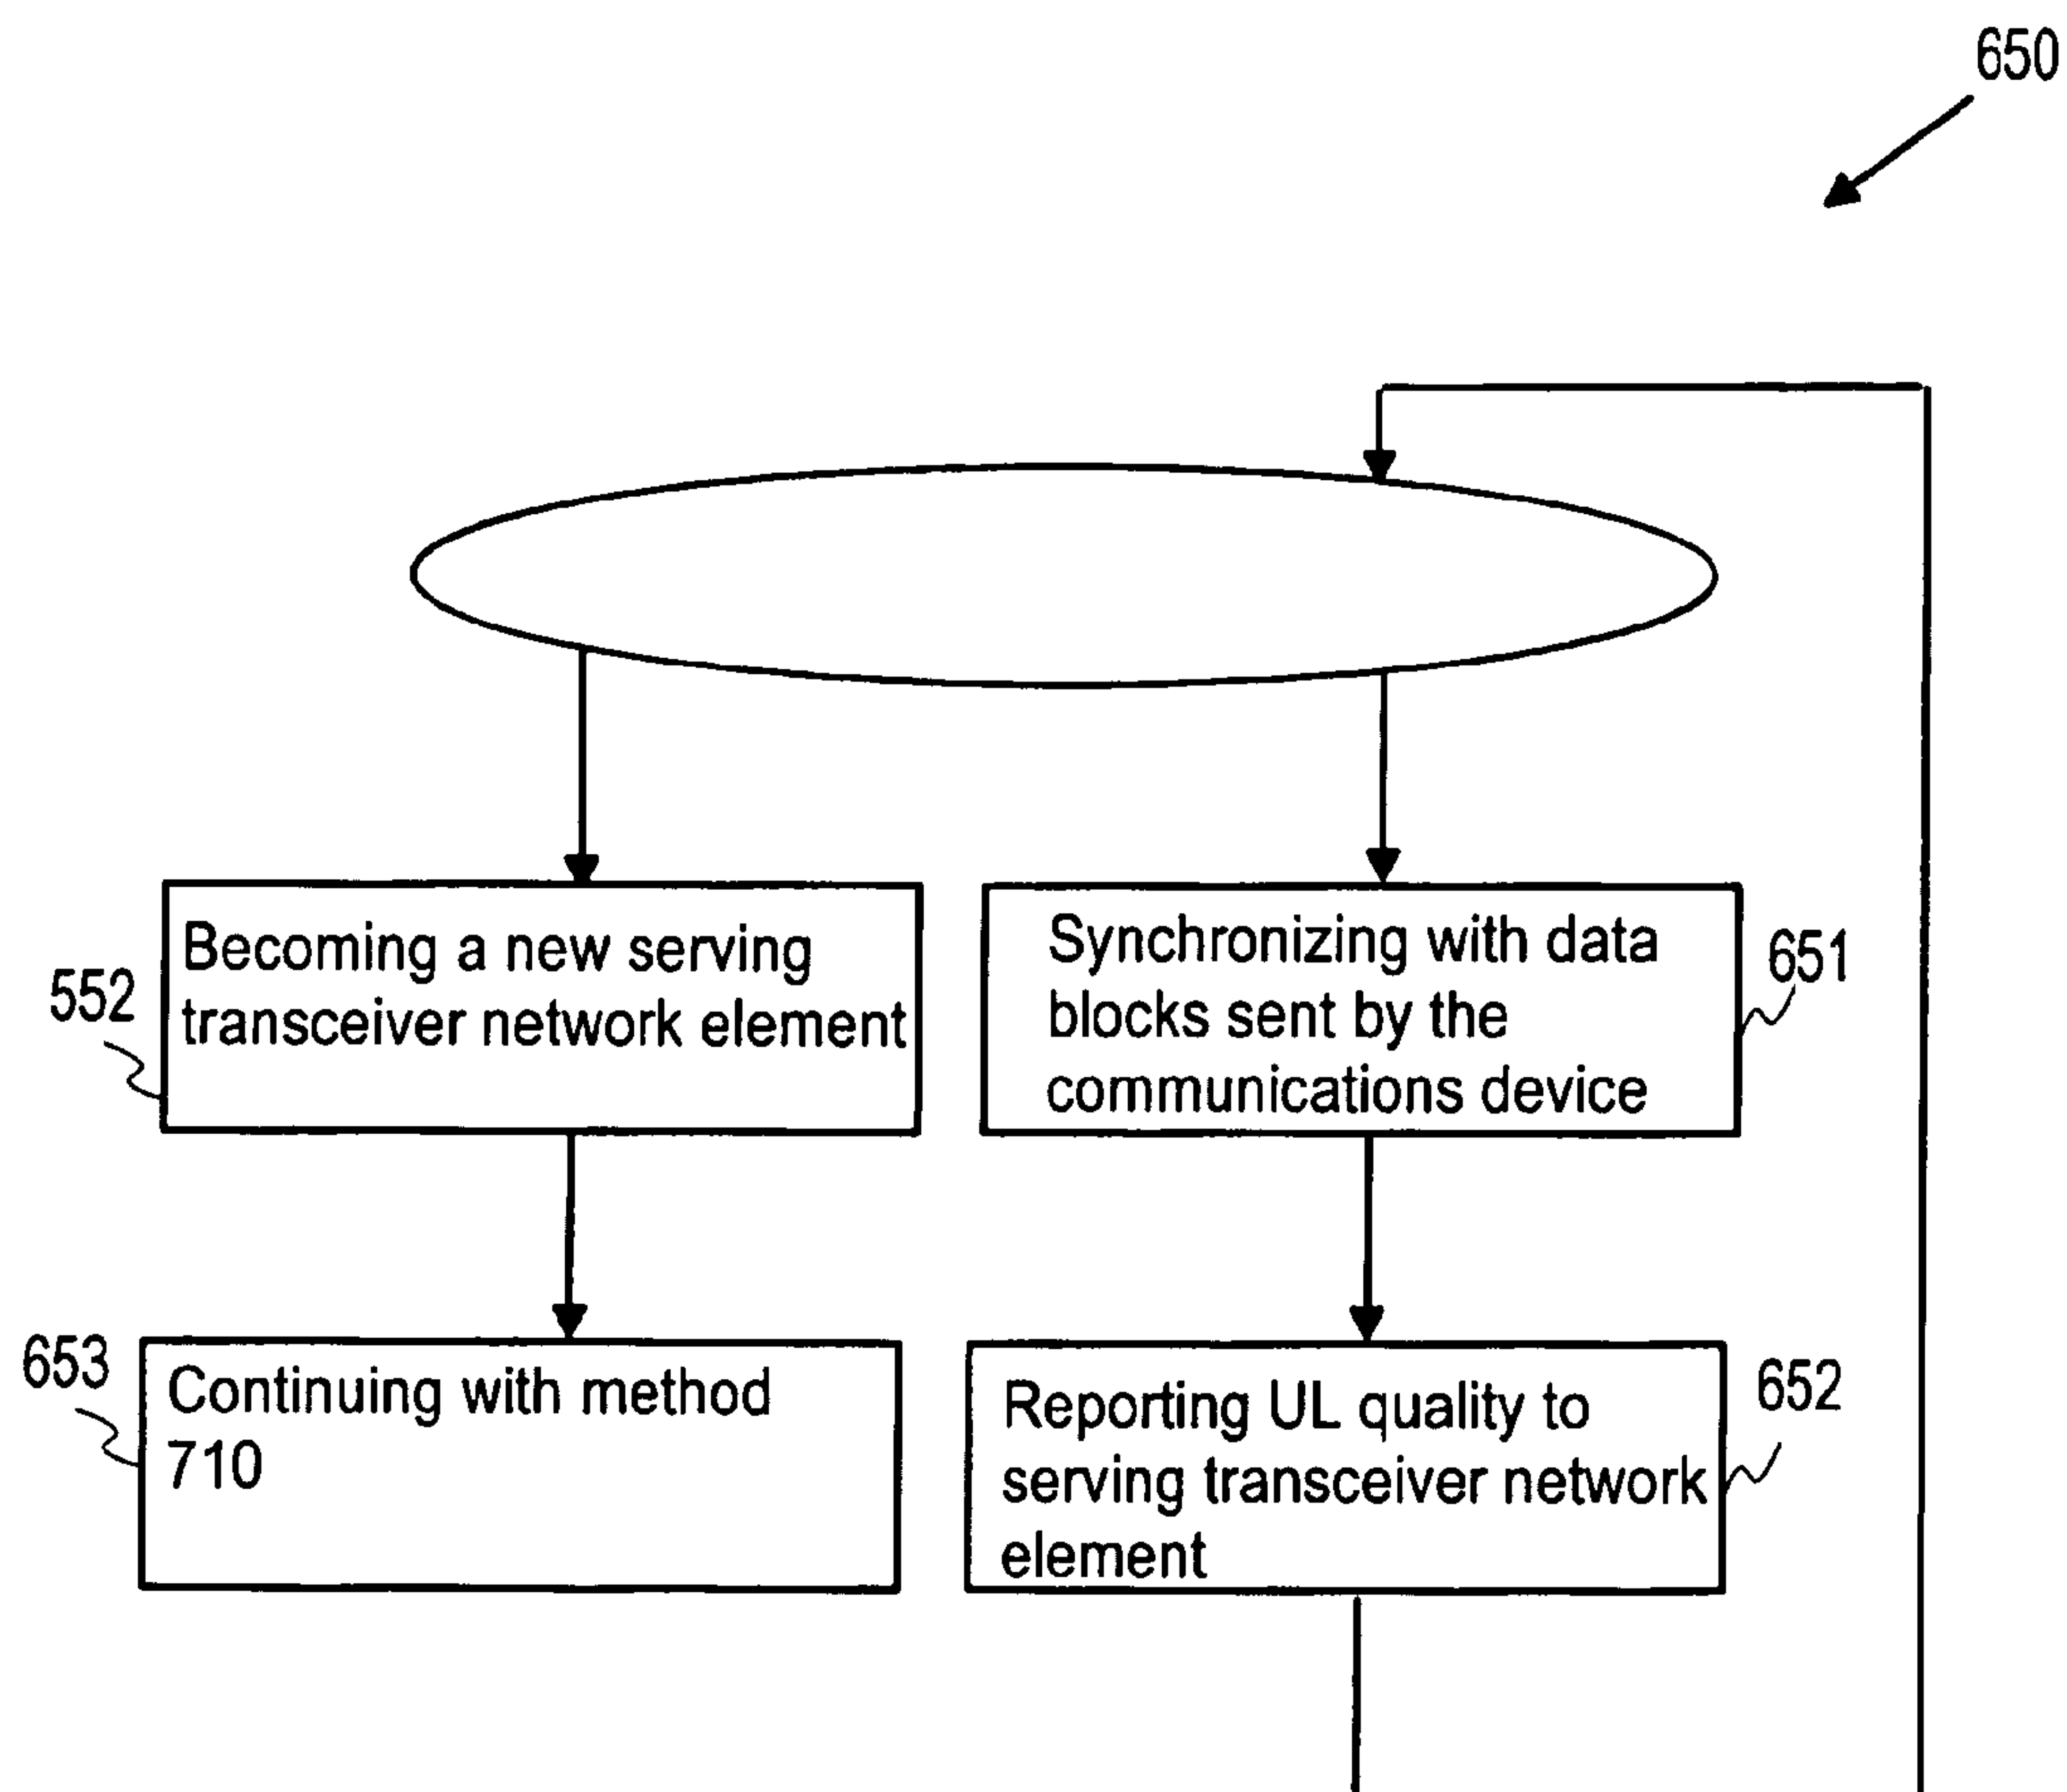 650
Becoming a new serving
transceiver network element
552
Synchronizing with data
blocks sent by the
communications device
651
653
Continuing with method
710
Reporting UL quality to
serving transceiver network
element
652